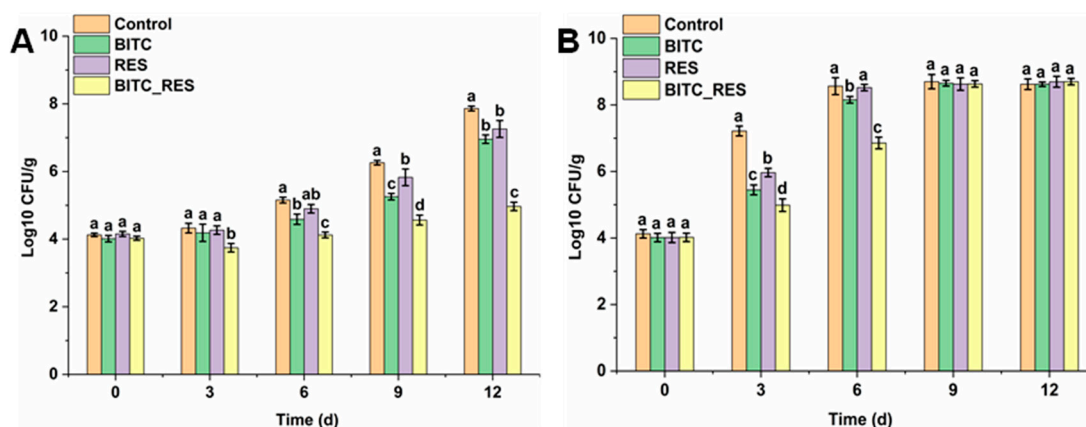 A
Control
BITC
RES
BITC_RES
10
8
6
4
2
0
Log10 CFU/g
a a a a
a a a b
a b ab c
a c b d
a b b c
0 3 6 9 12
Time (d)
B
Control
BITC
RES
BITC_RES
10
8
6
4
2
0
Log10 CFU/g
a a a a
a c b d
a b a c
a a a a
a a a a
0 3 6 9 12
Time (d)